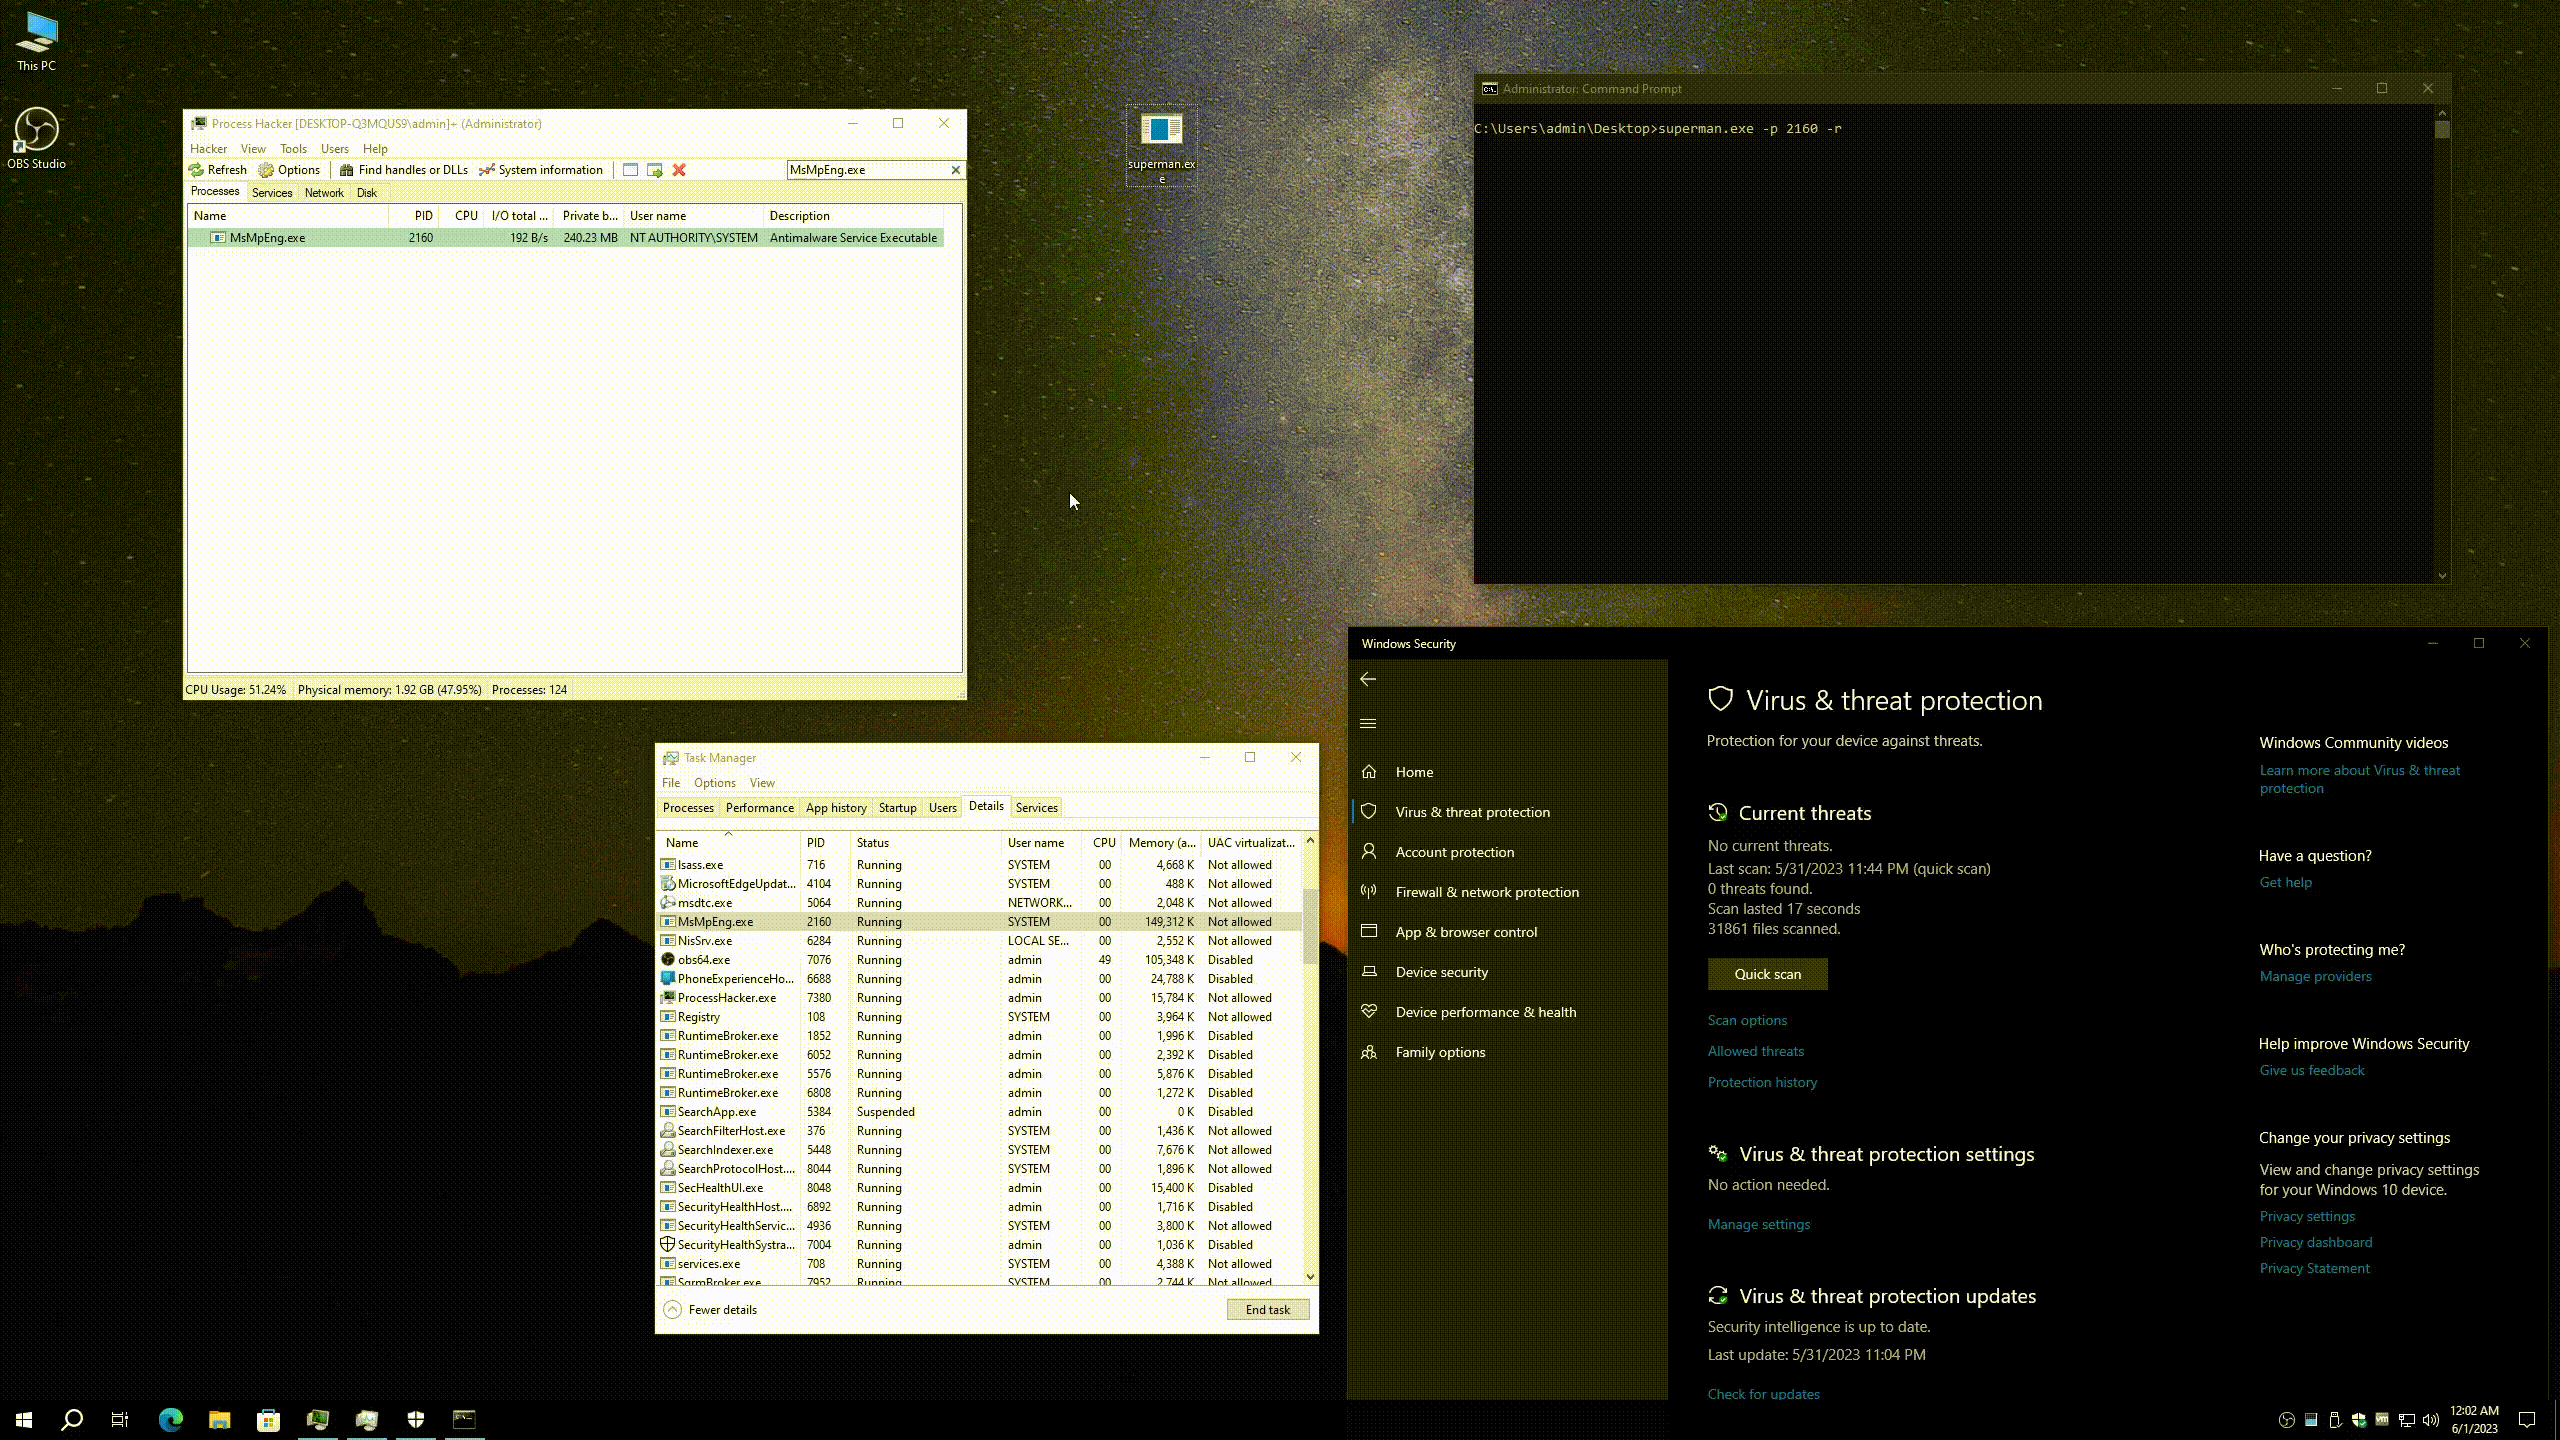 This PC
OBS Studio
Process Hacker [DESKTOP-Q3MQUS9\admin]+ (Administrator)
Hacker View Tools Users Help
Refresh Options Find handles or DLLs System information MsMpEng.exe
Processes Services Network Disk
Name PID CPU I/O total ... Private b... User name Description
MsMpEng.exe 2160 192 B/s 240.23 MB NT AUTHORITY\SYSTEM Antimalware Service Executable
CPU Usage: 51.24% Physical memory: 1.92 GB (47.95%) Processes: 124
superman.ex
e
Administrator: Command Prompt
C:\Users\admin\Desktop>superman.exe -p 2160 -r
Task Manager
File Options View
Processes Performance App history Startup Users Details Services
Name PID Status User name CPU Memory (a... UAC virtualizat...
lsass.exe 716 Running SYSTEM 00 4,668 K Not allowed
MicrosoftEdgeUpdat... 4104 Running SYSTEM 00 488 K Not allowed
msdtc.exe 5064 Running NETWORK... 00 2,048 K Not allowed
MsMpEng.exe 2160 Running SYSTEM 00 149,312 K Not allowed
NisSrv.exe 6284 Running LOCAL SE... 00 2,552 K Not allowed
obs64.exe 7076 Running admin 49 105,348 K Disabled
PhoneExperienceHo... 6688 Running admin 00 24,788 K Disabled
ProcessHacker.exe 7380 Running admin 00 15,784 K Not allowed
Registry 108 Running SYSTEM 00 3,964 K Not allowed
RuntimeBroker.exe 1852 Running admin 00 1,996 K Disabled
RuntimeBroker.exe 6052 Running admin 00 2,392 K Disabled
RuntimeBroker.exe 5576 Running admin 00 5,876 K Disabled
RuntimeBroker.exe 6808 Running admin 00 1,272 K Disabled
SearchApp.exe 5384 Suspended admin 00 0 K Disabled
SearchFilterHost.exe 376 Running SYSTEM 00 1,436 K Not allowed
SearchIndexer.exe 5448 Running SYSTEM 00 7,676 K Not allowed
SearchProtocolHost.... 8044 Running SYSTEM 00 1,896 K Not allowed
SecHealthUI.exe 8048 Running admin 00 15,400 K Disabled
SecurityHealthHost.... 6892 Running admin 00 1,716 K Disabled
SecurityHealthServic... 4936 Running SYSTEM 00 3,800 K Not allowed
SecurityHealthSystra... 7004 Running admin 00 1,036 K Disabled
services.exe 708 Running SYSTEM 00 4,388 K Not allowed
SgrmBroker.exe 7952 Running SYSTEM 00 2,744 K Not allowed
Fewer details End task
Windows Security
Home
Virus & threat protection
Account protection
Firewall & network protection
App & browser control
Device security
Device performance & health
Family options
Virus & threat protection
Protection for your device against threats.
Current threats
No current threats.
Last scan: 5/31/2023 11:44 PM (quick scan)
0 threats found.
Scan lasted 17 seconds
31861 files scanned.
Quick scan
Scan options
Allowed threats
Protection history
Virus & threat protection settings
No action needed.
Manage settings
Virus & threat protection updates
Security intelligence is up to date.
Last update: 5/31/2023 11:04 PM
Check for updates
Windows Community videos
Learn more about Virus & threat
protection
Have a question?
Get help
Who's protecting me?
Manage providers
Help improve Windows Security
Give us feedback
Change your privacy settings
View and change privacy settings
for your Windows 10 device.
Privacy settings
Privacy dashboard
Privacy Statement
12:02 AM
6/1/2023